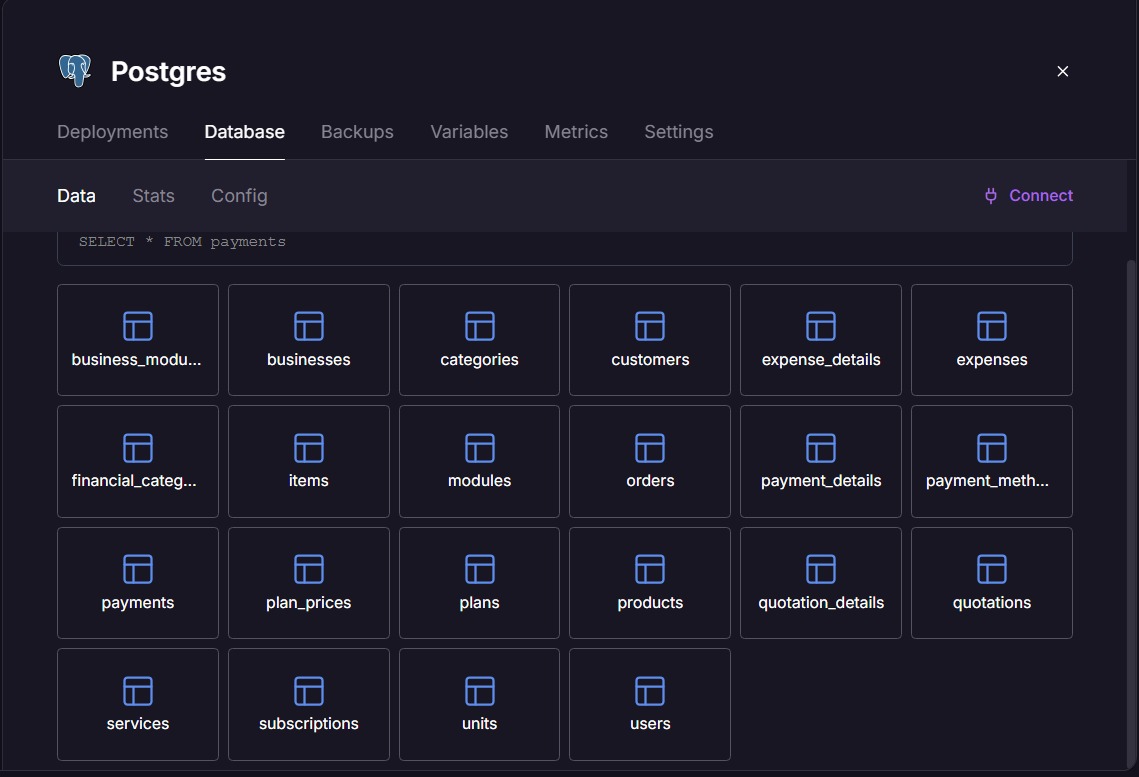 Postgres
Deployments Database Backups Variables Metrics Settings
Data Stats Config Connect
SELECT * FROM payments
business_modu... businesses categories customers expense_details expenses
financial_categ... items modules orders payment_details payment_meth...
payments plan_prices plans products quotation_details quotations
services subscriptions units users